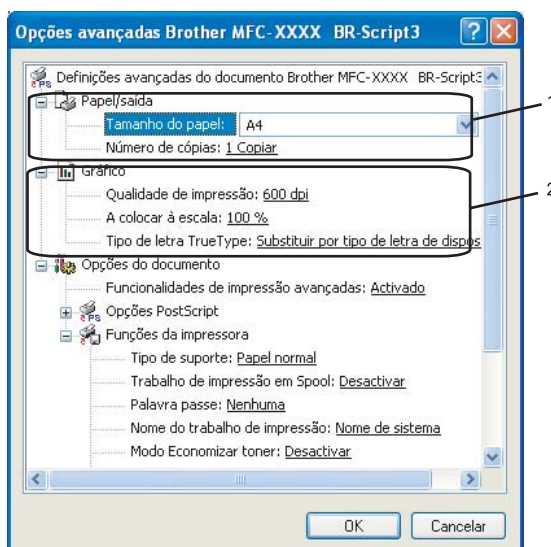 Opções avançadas Brother MFC-XXXX BR-Script3
Definições avançadas do documento Brother MFC-XXXX BR-Script3
Papel/saída
Tamanho do papel: A4
1
Número de cópias: 1 Copiar
Gráfico
2
Qualidade de impressão: 600 dpi
A colocar à escala: 100 %
Tipo de letra TrueType: Substituir por tipo de letra de dispos
Opções do documento
Funcionalidades de impressão avançadas: Activado
Opções PostScript
Funções da impressora
Tipo de suporte: Papel normal
Trabalho de impressão em Spool: Desactivar
Palavra passe: Nenhuma
Nome do trabalho de impressão: Nome de sistema
Modo Economizar toner: Desactivar
OK Cancelar